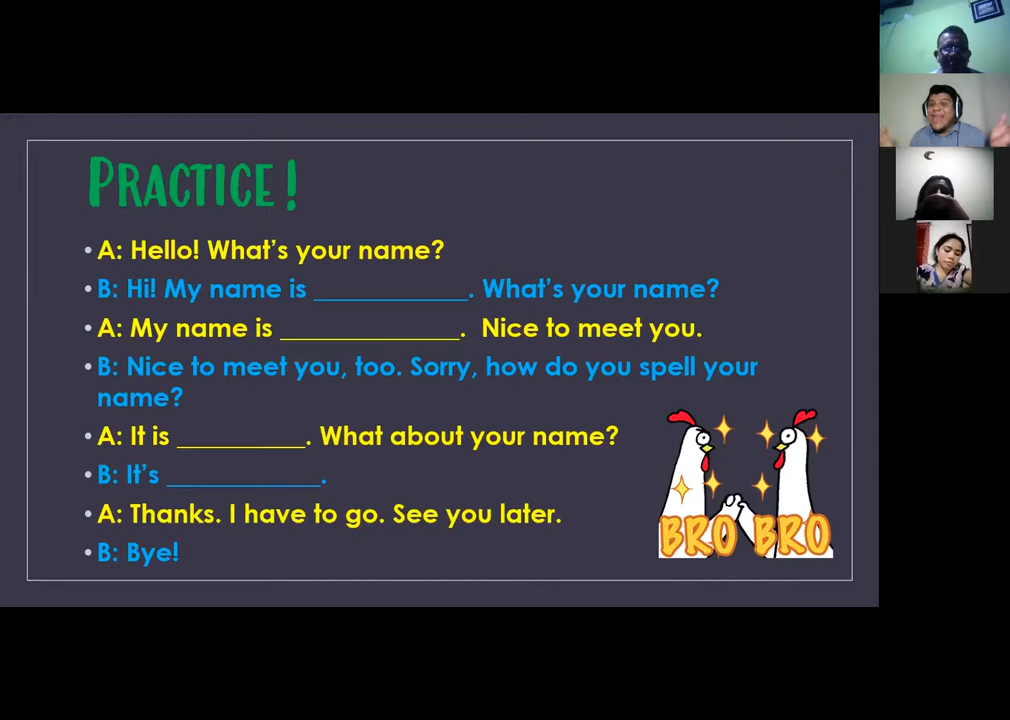 PRACTICE!
• A: Hello! What's your name?
• B: Hi! My name is ____________. What's your name?
• A: My name is ______________.  Nice to meet you.
• B: Nice to meet you, too. Sorry, how do you spell your
name?
• A: It is __________. What about your name?
• B: It's ____________.
• A: Thanks. I have to go. See you later.
• B: Bye!
BRO BRO